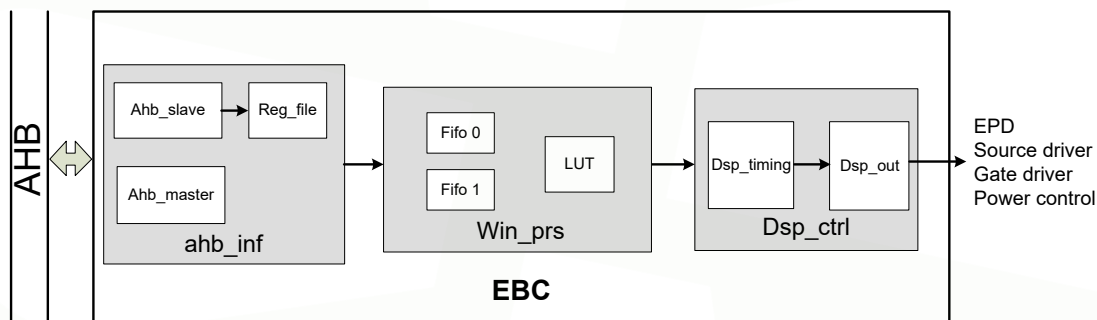 AHB
Ahb_slave
Reg_file
Ahb_master
ahb_inf
Fifo 0
Fifo 1
LUT
Win_prs
Dsp_timing
Dsp_out
Dsp_ctrl
EBC
EPD
Source driver
Gate driver
Power control